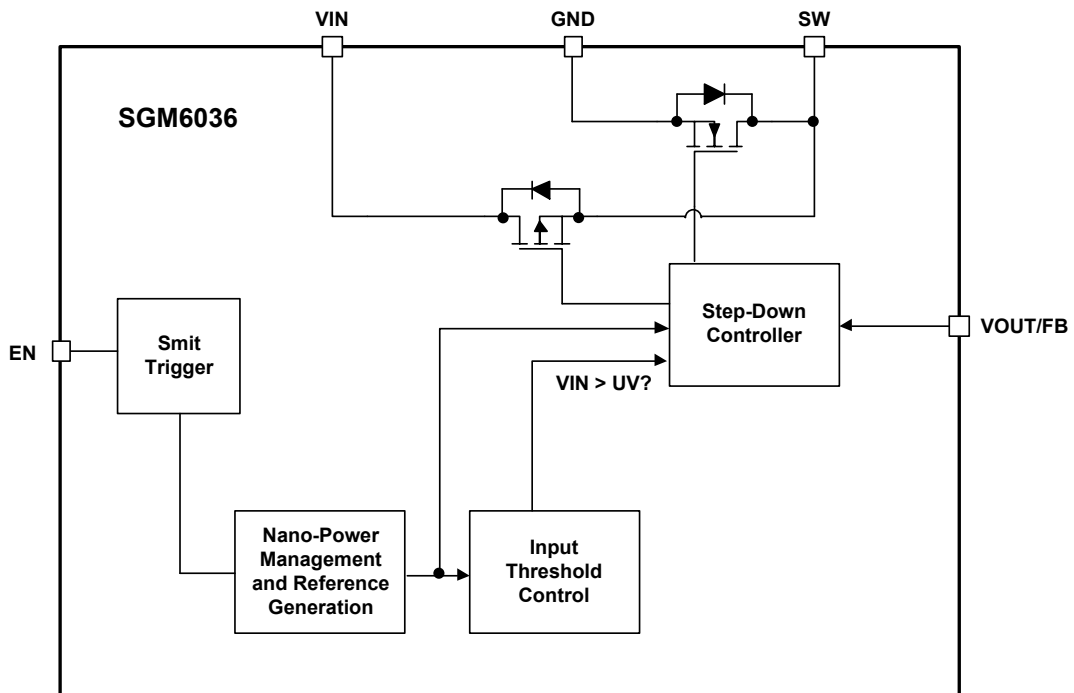 VIN
GND
SW
SGM6036
Smit
Trigger
EN
Step-Down
Controller
VOUT/FB
VIN > UV?
Nano-Power
Management
and Reference
Generation
Input
Threshold
Control